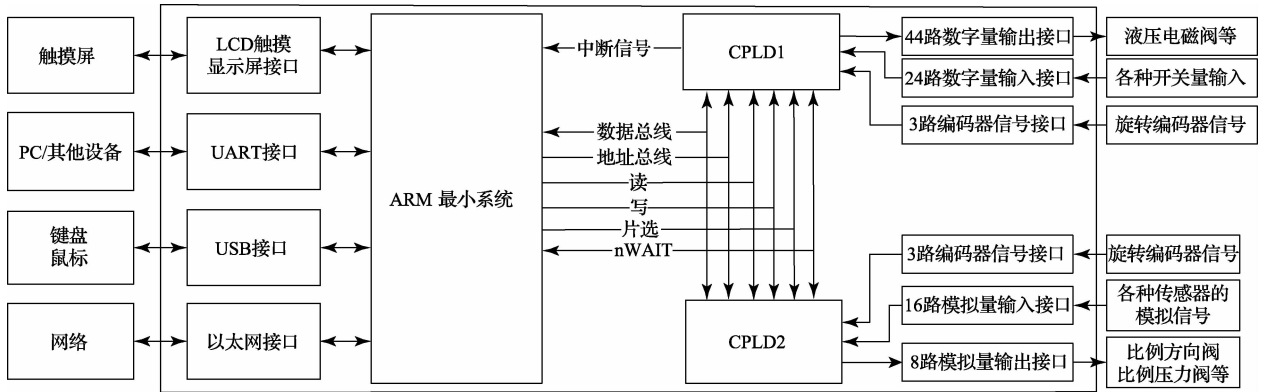 触摸屏
LCD触摸
显示屏接口
PC/其他设备
UART接口
键盘
鼠标
USB接口
网络
以太网接口
ARM 最小系统
中断信号
数据总线
地址总线
读
写
片选
nWAIT
CPLD1
44路数字量输出接口
液压电磁阀等
24路数字量输入接口
各种开关量输入
3路编码器信号接口
旋转编码器信号
CPLD2
3路编码器信号接口
旋转编码器信号
16路模拟量输入接口
各种传感器的
模拟信号
8路模拟量输出接口
比例方向阀
比例压力阀等